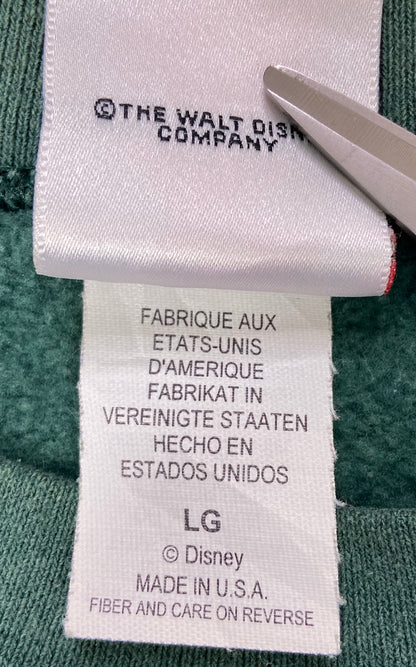 ©THE WALT DISN
COMPANY
FABRIQUE AUX
ETATS-UNIS
D'AMERIQUE
FABRIKAT IN
VEREINIGTE STAATEN
HECHO EN
ESTADOS UNIDOS
LG
© Disney
MADE IN U.S.A.
FIBER AND CARE ON REVERSE